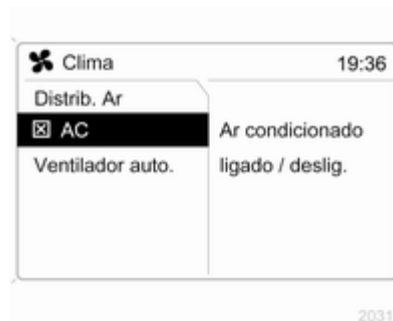 Clima 19:36
Distrib. Ar
AC Ar condicionado
Ventilador auto. ligado / deslig.
2031